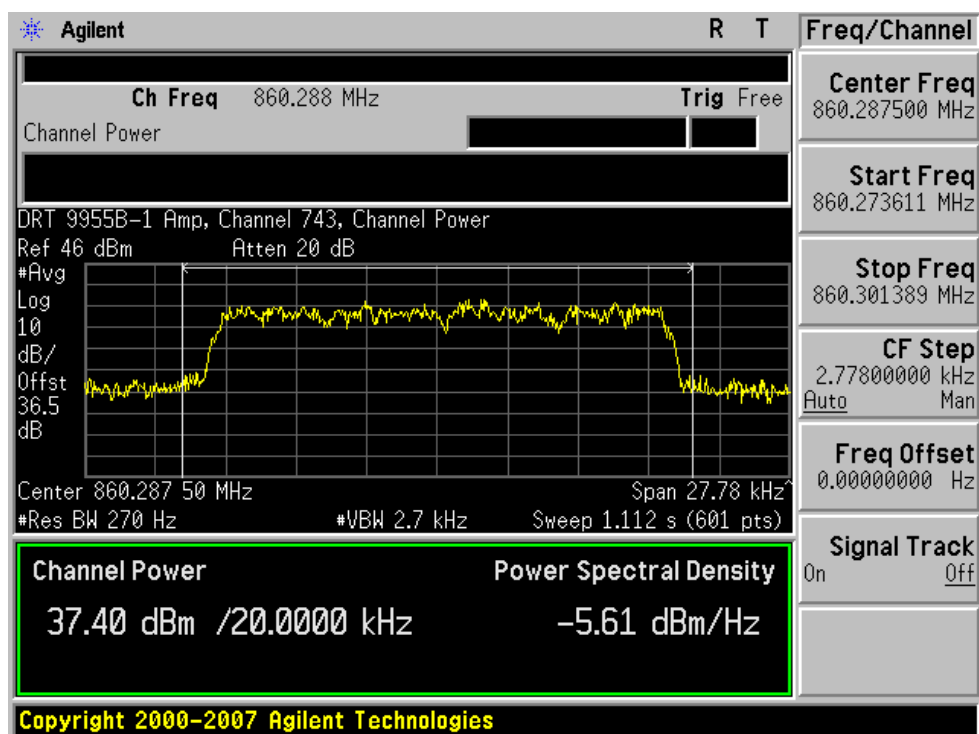 Agilent R T Freq/Channel
Ch Freq 860.288 MHz Trig Free
Channel Power
DRT 9955B-1 Amp, Channel 743, Channel Power
Ref 46 dBm Atten 20 dB
#Avg
Log
10
dB/
Offst
36.5
dB
Center 860.287 50 MHz Span 27.78 kHz^
#Res BW 270 Hz #VBW 2.7 kHz Sweep 1.112 s (601 pts)
Channel Power Power Spectral Density
37.40 dBm /20.0000 kHz -5.61 dBm/Hz
Center Freq
860.287500 MHz
Start Freq
860.273611 MHz
Stop Freq
860.301389 MHz
CF Step
2.77800000 kHz
Auto Man
Freq Offset
0.00000000 Hz
Signal Track
On Off
Copyright 2000-2007 Agilent Technologies